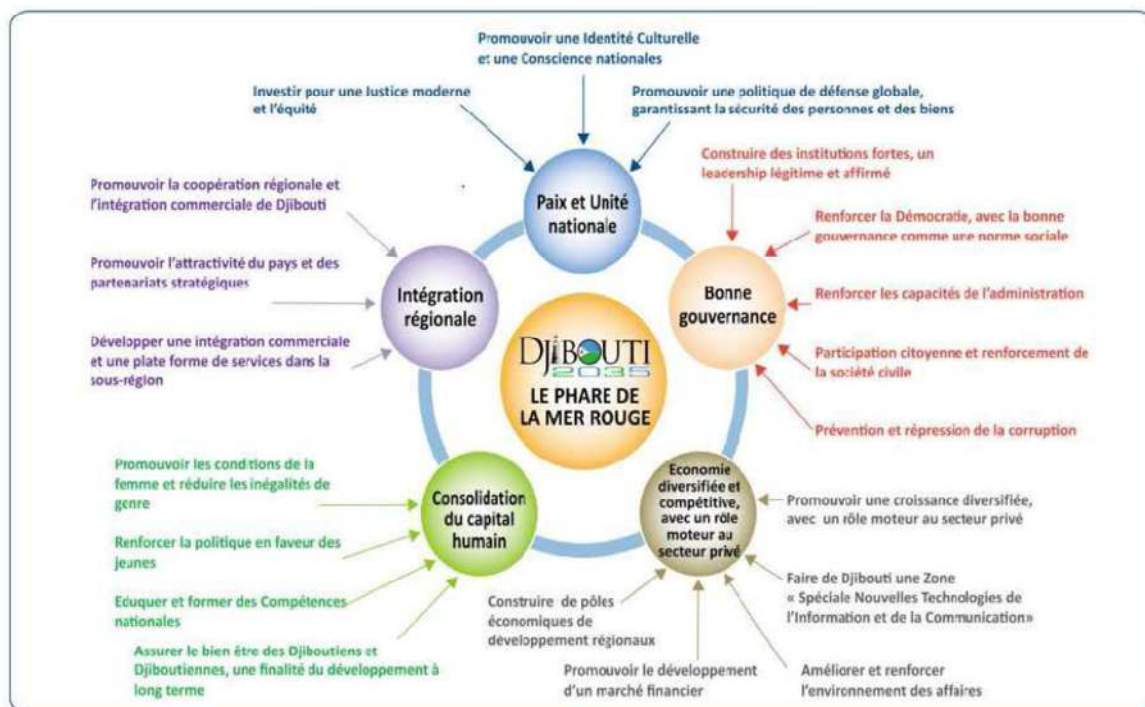 Promouvoir une Identité Culturelle
et une Conscience nationales
Investir pour une Justice moderne
et l'équité
Promouvoir une politique de défense globale,
garantissant la sécurité des personnes et des biens
Paix et Unité
nationale
Construire des institutions fortes, un
leadership légitime et affirmé
Renforcer la Démocratie, avec la bonne
gouvernance comme une norme sociale
Renforcer les capacités de l'administration
Participation citoyenne et renforcement de
la société civile
Prévention et répression de la corruption
Bonne
gouvernance
Promouvoir la coopération régionale et
l'intégration commerciale de Djibouti
Promouvoir l'attractivité du pays et des
partenariats stratégiques
Développer une intégration commerciale
et une plate forme de services dans la
sous-région
Intégration
régionale
DJIBOUTI
2035
LE PHARE DE
LA MER ROUGE
Promouvoir les conditions de la
femme et réduire les inégalités de
genre
Renforcer la politique en faveur des
jeunes
Eduquer et former des Compétences
nationales
Assurer le bien être des Djiboutiens et
Djiboutiennes, une finalité du développement à
long terme
Consolidation
du capital
humain
Economie
diversifiée et
compétitive,
avec un rôle
moteur au
secteur privé
Promouvoir une croissance diversifiée,
avec un rôle moteur au secteur privé
Faire de Djibouti une Zone
« Spéciale Nouvelles Technologies de
l'Information et de la Communication»
Améliorer et renforcer
l'environnement des affaires
Promouvoir le développement
d'un marché financier
Construire de pôles
économiques de
développement régionaux